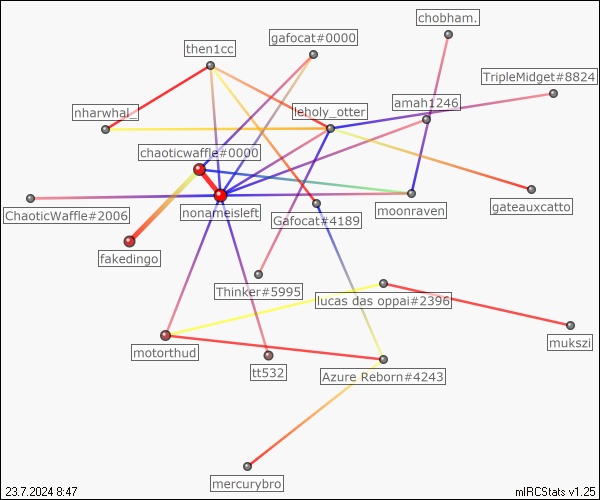 chobham.
gafocat#0000
then1cc
TripleMidget#8824
amah1246
nharwhal_
leholy_otter
chaoticwaffle#0000
gateauxcatto
moonraven
nonameisleft
ChaoticWaffle#2006
Gafocat#4189
fakedingo
Thinker#5995
lucas das oppai#2396
mukszi
motorthud
tt532
Azure Reborn#4243
mercurybro
23.7.2024 8:47
mIRCStats v1.25